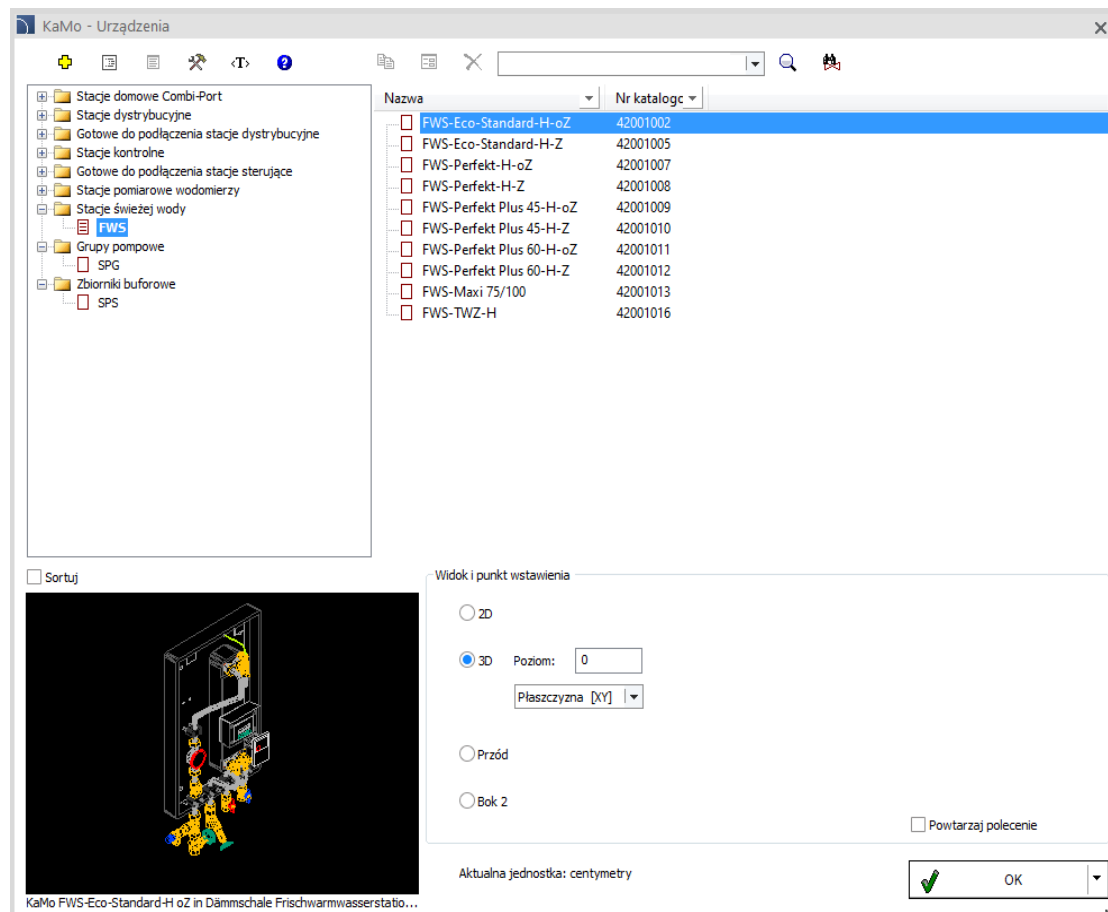 KaMo - Urządzenia
<T>
Stacje domowe Combi-Port
Stacje dystrybucyjne
Gotowe do podłączenia stacje dystrybucyjne
Stacje kontrolne
Gotowe do podłączenia stacje sterujące
Stacje pomiarowe wodomierzy
Stacje świeżej wody
FWS
Grupy pompowe
SPG
Zbiorniki buforowe
SPS
Nazwa Nr katalogc
FWS-Eco-Standard-H-oZ 42001002
FWS-Eco-Standard-H-Z 42001005
FWS-Perfekt-H-oZ 42001007
FWS-Perfekt-H-Z 42001008
FWS-Perfekt Plus 45-H-oZ 42001009
FWS-Perfekt Plus 45-H-Z 42001010
FWS-Perfekt Plus 60-H-oZ 42001011
FWS-Perfekt Plus 60-H-Z 42001012
FWS-Maxi 75/100 42001013
FWS-TWZ-H 42001016
Sortuj
KaMo FWS-Eco-Standard-H oZ in Dämmschale Frischwarmwasserstatio...
Widok i punkt wstawienia
2D
3D Poziom: 0
Płaszczyzna [XY]
Przód
Bok 2
Powtarzaj polecenie
Aktualna jednostka: centymetry
OK